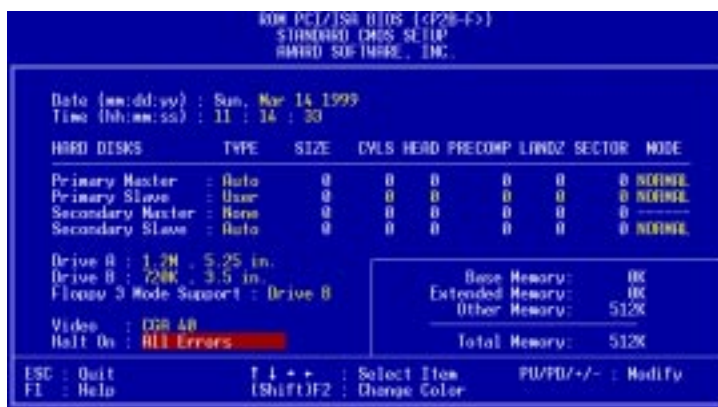 ROM PCI/ISA BIOS (<P2B-F>)
STANDARD CMOS SETUP
AWARD SOFTWARE, INC.
Date (mm:dd:yy) : Sun, Mar 14 1999
Time (hh:mm:ss) : 11 : 14 : 33
HARD DISKS TYPE SIZE CYLS HEAD PRECOMP LANDZ SECTOR MODE
Primary Master : Auto 0 0 0 0 0 0 NORMAL
Primary Slave : User 0 0 0 0 0 0 NORMAL
Secondary Master : None 0 0 0 0 0 0 ------
Secondary Slave : Auto 0 0 0 0 0 0 NORMAL
Drive A : 1.2M , 5.25 in.
Drive B : 720K , 3.5 in.
Floppy 3 Mode Support : Drive B
Video : CGA 40
Halt On : All Errors
Base Memory: 0K
Extended Memory: 0K
Other Memory: 512K
Total Memory: 512K
ESC : Quit ↑ ↓ → ← : Select Item PU/PD/+/- : Modify
F1 : Help (Shift)F2 : Change Color